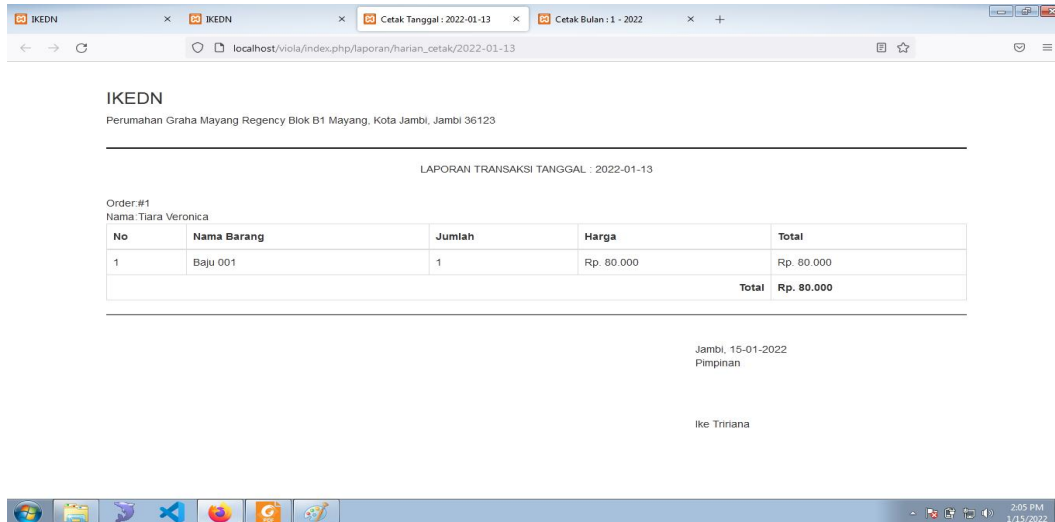 IKEDN
IKEDN
Cetak Tanggal : 2022-01-13
Cetak Bulan : 1 - 2022
localhost/viola/index.php/laporan/harian_cetak/2022-01-13
IKEDN
Perumahan Graha Mayang Regency Blok B1 Mayang, Kota Jambi, Jambi 36123
LAPORAN TRANSAKSI TANGGAL : 2022-01-13
Order:#1
Nama:Tiara Veronica
No Nama Barang Jumlah Harga Total
1 Baju 001 1 Rp. 80.000 Rp. 80.000
Total Rp. 80.000
Jambi, 15-01-2022
Pimpinan
Ike Tririana
2:05 PM
1/15/2022